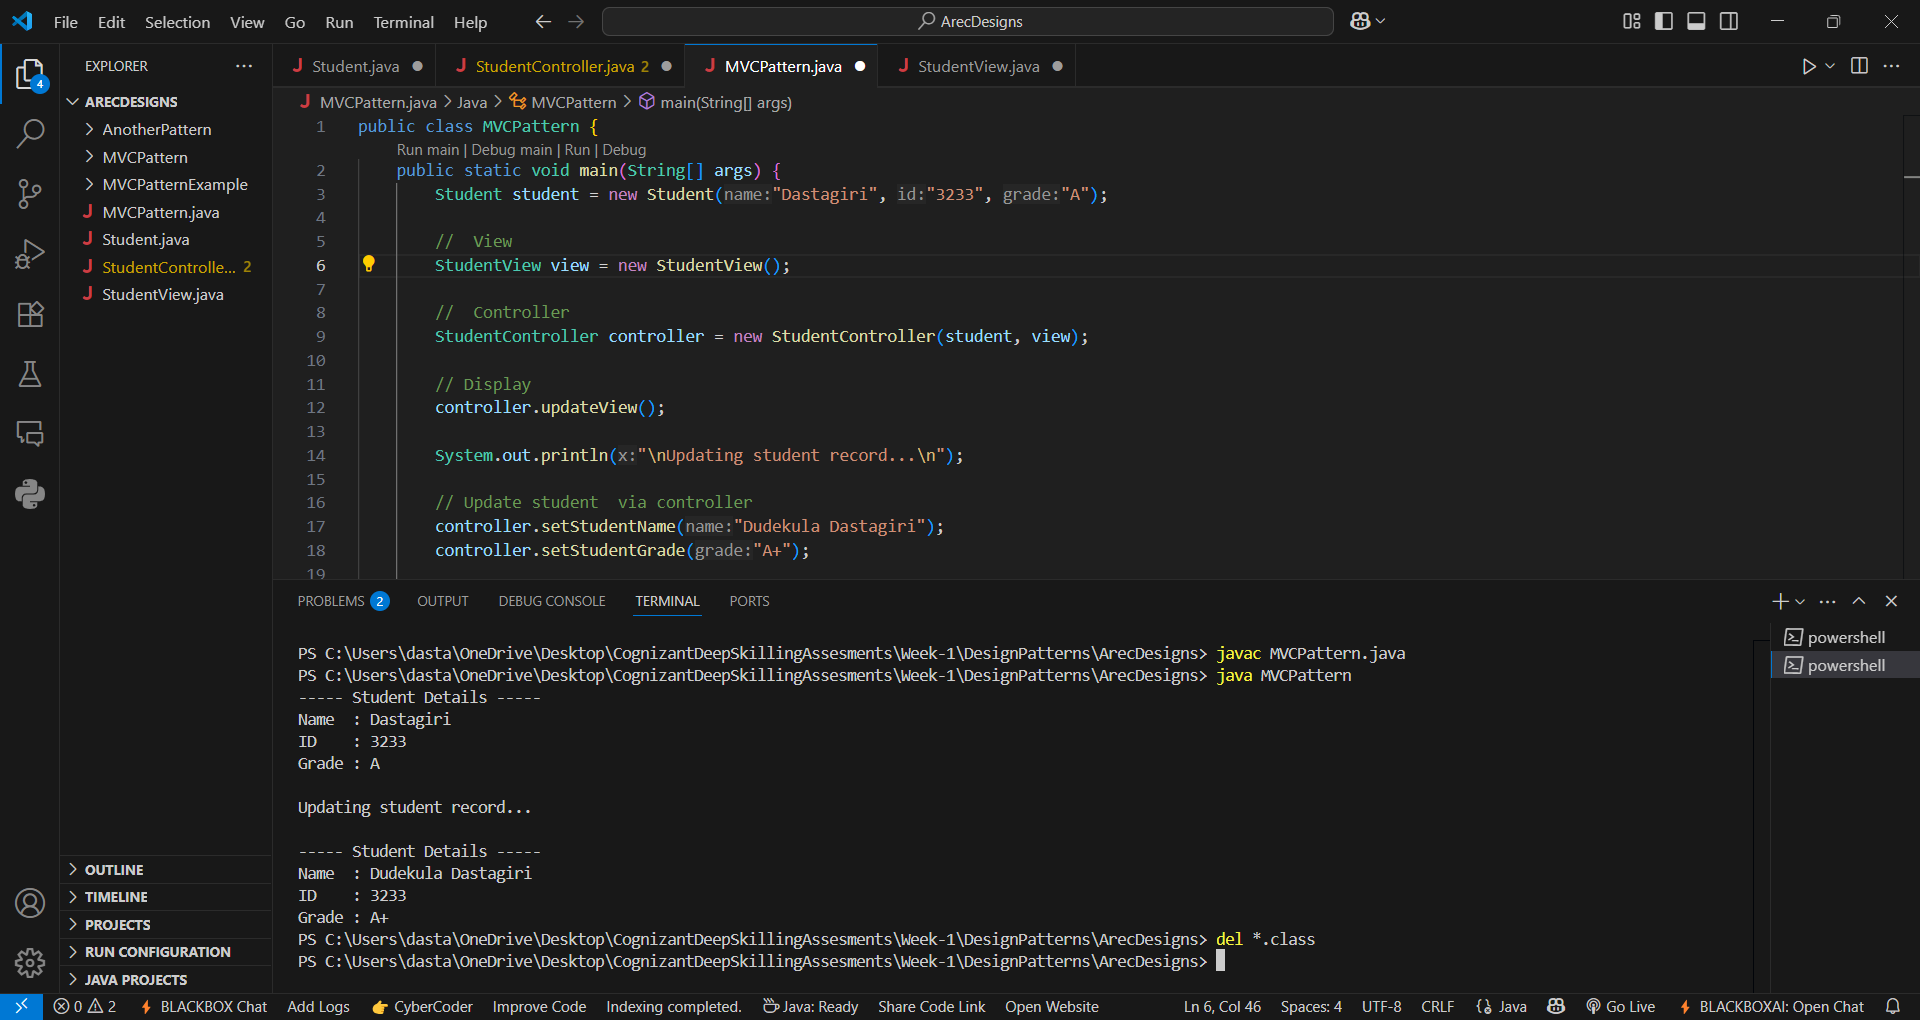 File Edit Selection View Go Run Terminal Help
ArecDesigns
EXPLORER
ARECDESIGNS
AnotherPattern
MVCPattern
MVCPatternExample
MVCPattern.java
Student.java
StudentControlle... 2
StudentView.java
OUTLINE
TIMELINE
PROJECTS
RUN CONFIGURATION
JAVA PROJECTS
4
Student.java StudentController.java 2 MVCPattern.java StudentView.java
MVCPattern.java > Java > MVCPattern > main(String[] args)
1 public class MVCPattern {
Run main | Debug main | Run | Debug
2 public static void main(String[] args) {
3 Student student = new Student(name:"Dastagiri", id:"3233", grade:"A");
4
5 // View
6 StudentView view = new StudentView();
7
8 // Controller
9 StudentController controller = new StudentController(student, view);
10
11 // Display
12 controller.updateView();
13
14 System.out.println(x:"\nUpdating student record...\n");
15
16 // Update student via controller
17 controller.setStudentName(name:"Dudekula Dastagiri");
18 controller.setStudentGrade(grade:"A+");
19
PROBLEMS 2 OUTPUT DEBUG CONSOLE TERMINAL PORTS
PS C:\Users\dasta\OneDrive\Desktop\CognizantDeepSkillingAssesments\Week-1\DesignPatterns\ArecDesigns> javac MVCPattern.java
PS C:\Users\dasta\OneDrive\Desktop\CognizantDeepSkillingAssesments\Week-1\DesignPatterns\ArecDesigns> java MVCPattern
----- Student Details -----
Name : Dastagiri
ID : 3233
Grade : A
Updating student record...
----- Student Details -----
Name : Dudekula Dastagiri
ID : 3233
Grade : A+
PS C:\Users\dasta\OneDrive\Desktop\CognizantDeepSkillingAssesments\Week-1\DesignPatterns\ArecDesigns> del *.class
PS C:\Users\dasta\OneDrive\Desktop\CognizantDeepSkillingAssesments\Week-1\DesignPatterns\ArecDesigns>
powershell
powershell
0 2 BLACKBOX Chat Add Logs CyberCoder Improve Code Indexing completed. Java: Ready Share Code Link Open Website Ln 6, Col 46 Spaces: 4 UTF-8 CRLF Java Go Live BLACKBOXAI: Open Chat